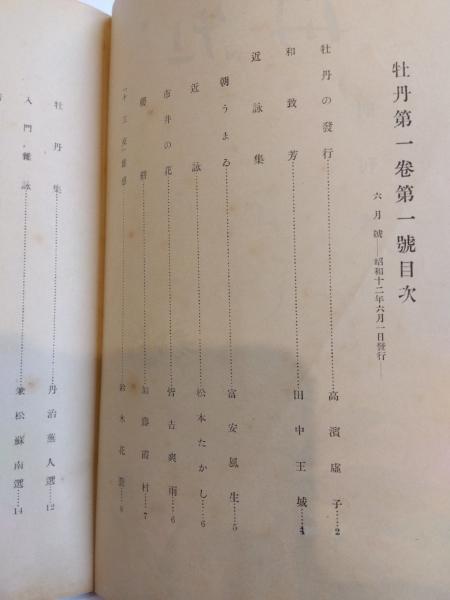 牡丹第一卷第一號目次
六月號――昭和十二年六月一日發行――
牡丹の發行……高濱虛子……2
和致芳……田中王城……4
近詠集
朝うまゐ……富安風生……5
近詠……松本たかし……6
市井の花……皆吉爽雨……6
加藤霞村……7
鈴木花蓑……8
牡丹集……丹治蕪人選……12
入門雜詠……兼松蘇南選……14